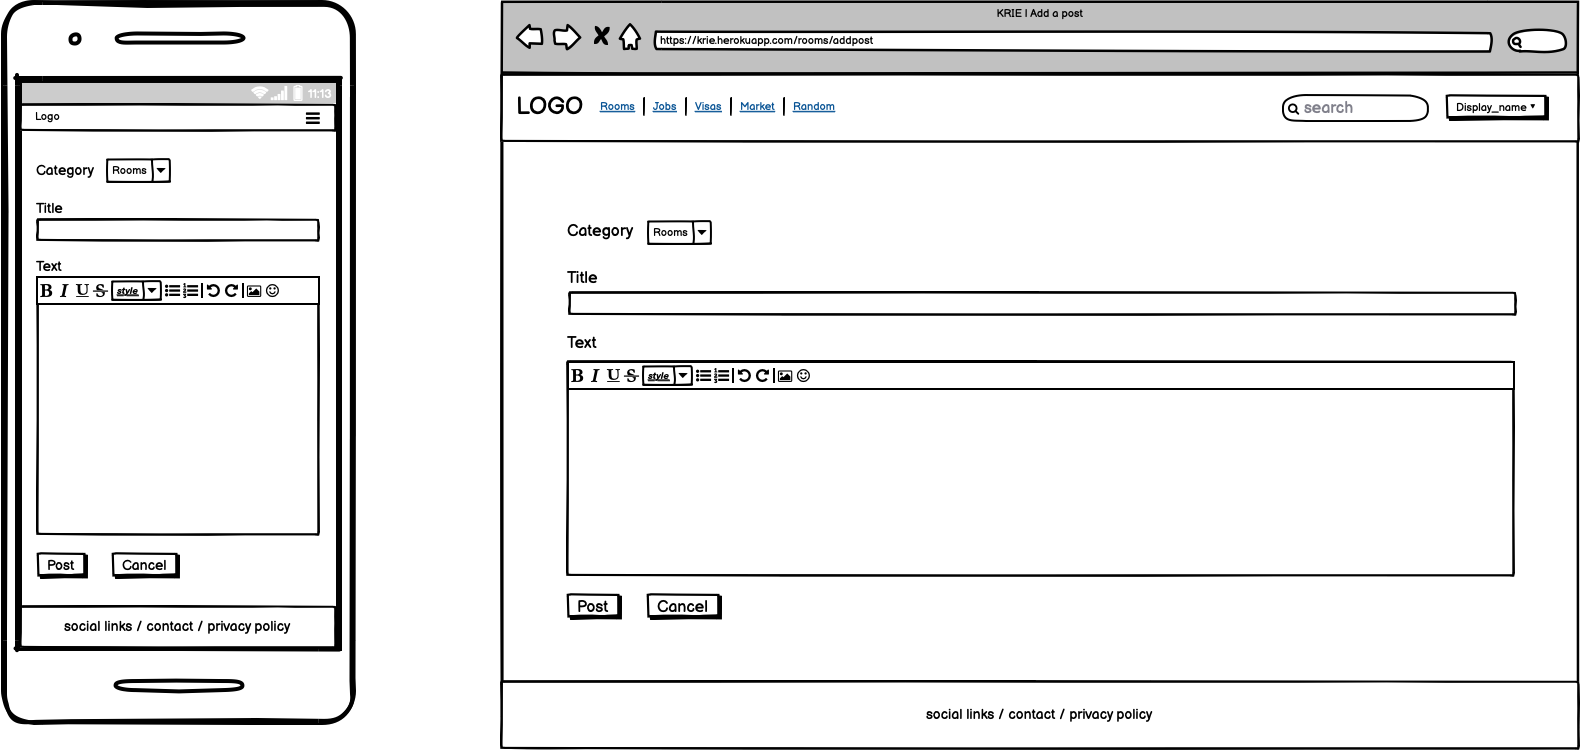 11:13
Logo
Category Rooms
Title
Text
B I U S style
Post Cancel
social links / contact / privacy policy
KRIE | Add a post
https://krie.herokuapp.com/rooms/addpost
LOGO Rooms | Jobs | Visas | Market | Random search Display_name
Category Rooms
Title
Text
B I U S style
Post Cancel
social links / contact / privacy policy